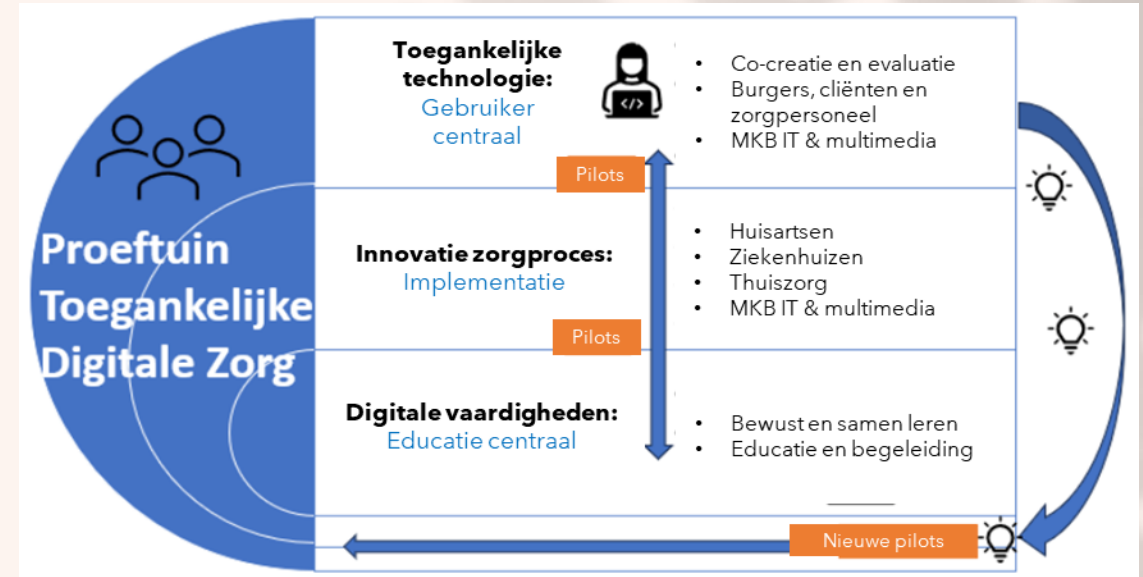 Proeftuin
Toegankelijke
Digitale Zorg
Toegankelijke
technologie:
Gebruiker
centraal
</>
• Co-creatie en evaluatie
• Burgers, cliënten en
zorgpersoneel
• MKB IT & multimedia
Pilots
Innovatie zorgproces:
Implementatie
• Huisartsen
• Ziekenhuizen
• Thuiszorg
• MKB IT & multimedia
Pilots
Digitale vaardigheden:
Educatie centraal
• Bewust en samen leren
• Educatie en begeleiding
Nieuwe pilots